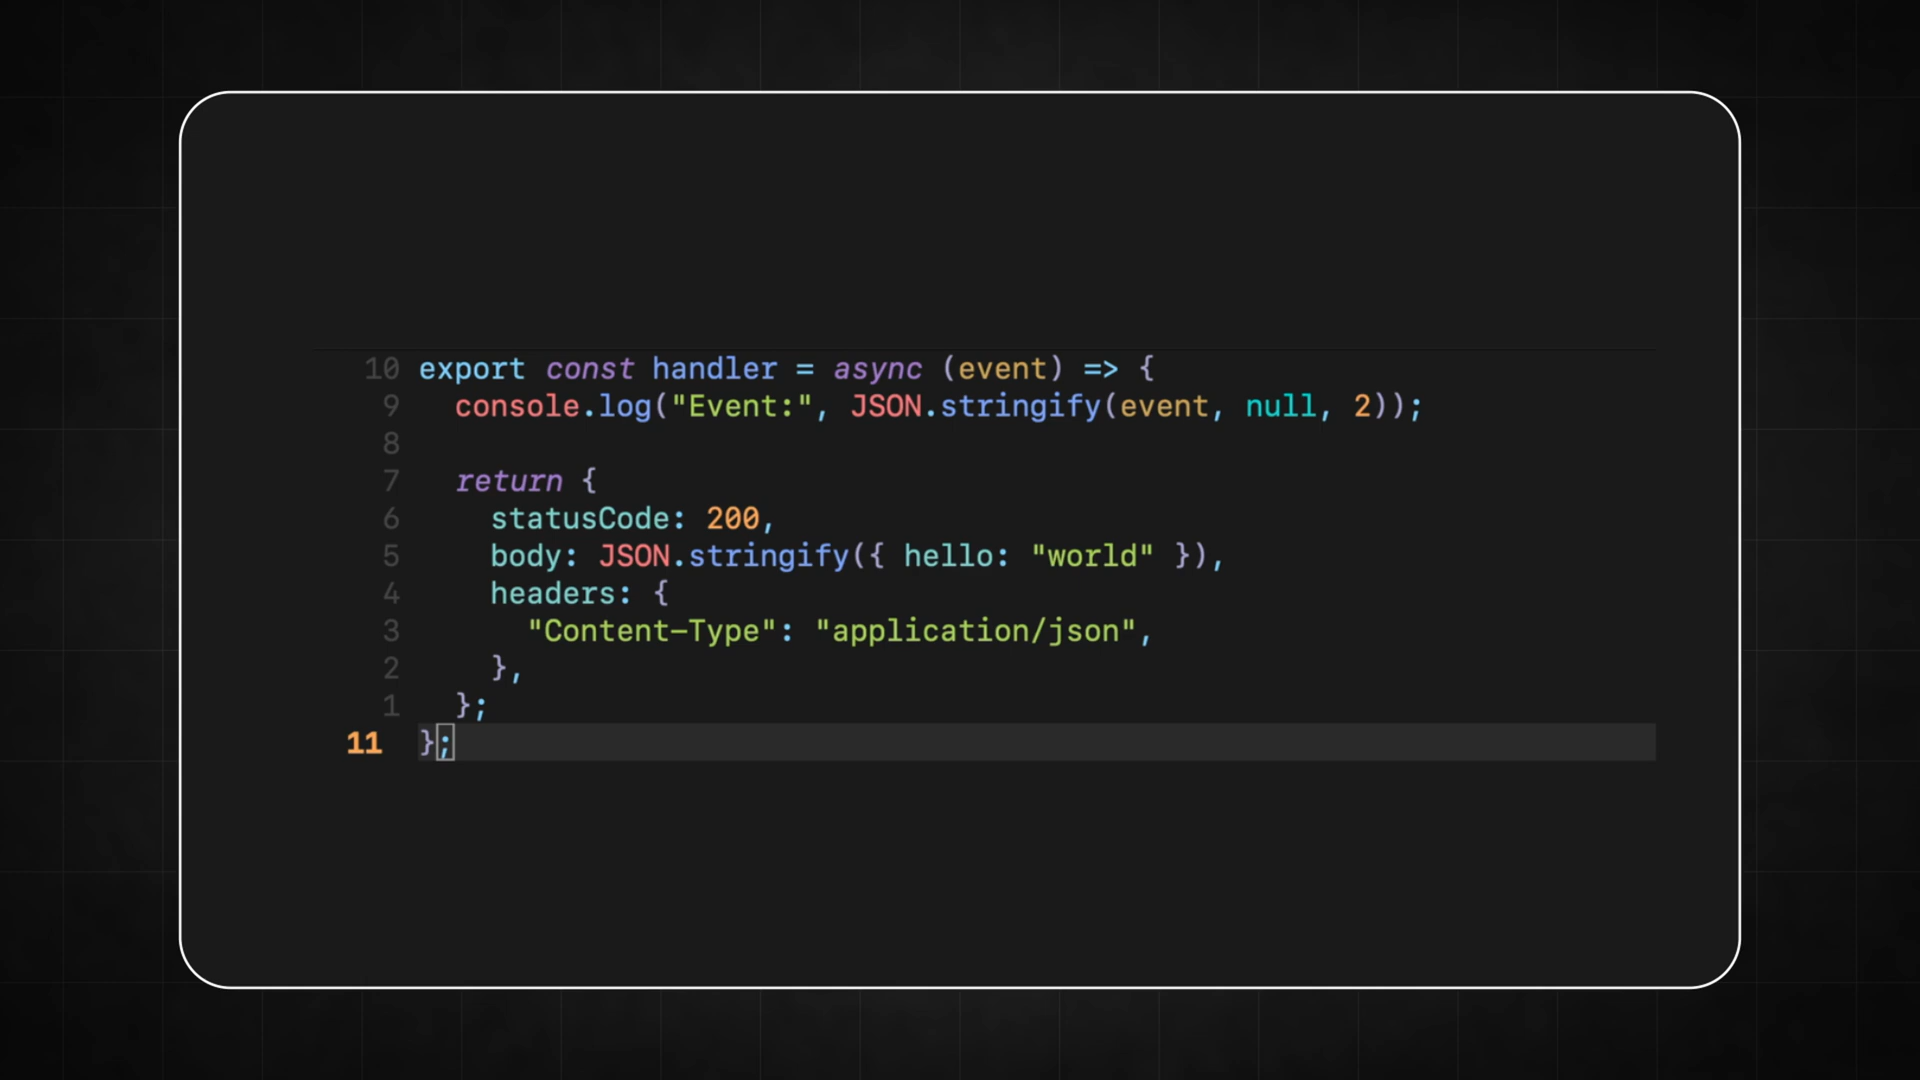 10 export const handler = async (event) => {
9 console.log("Event:", JSON.stringify(event, null, 2));
8
7 return {
6 statusCode: 200,
5 body: JSON.stringify({ hello: "world" }),
4 headers: {
3 "Content-Type": "application/json",
2 },
1 };
11 };